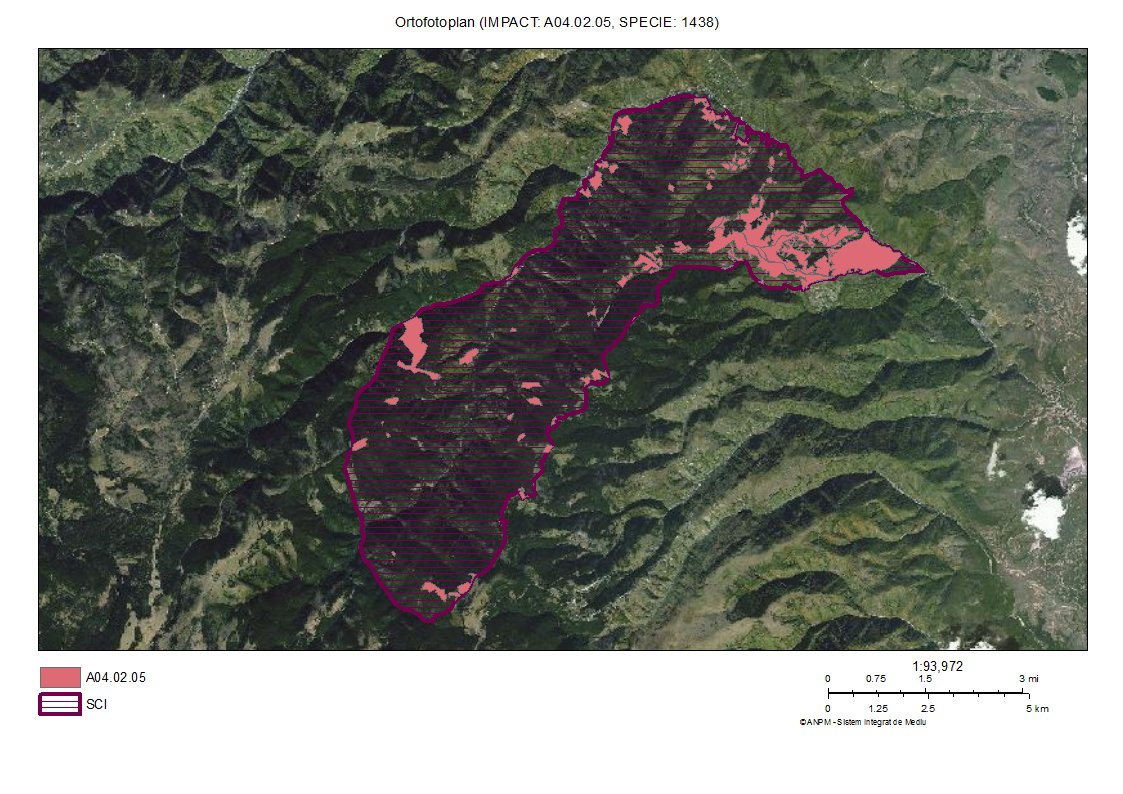 Ortofotoplan (IMPACT: A04.02.05, SPECIE: 1438)
A04.02.05
SCI
1:93,972
0 0.75 1.5 3 mi
0 1.25 2.5 5 km
©ANPM - Sistem Integrat de Mediu